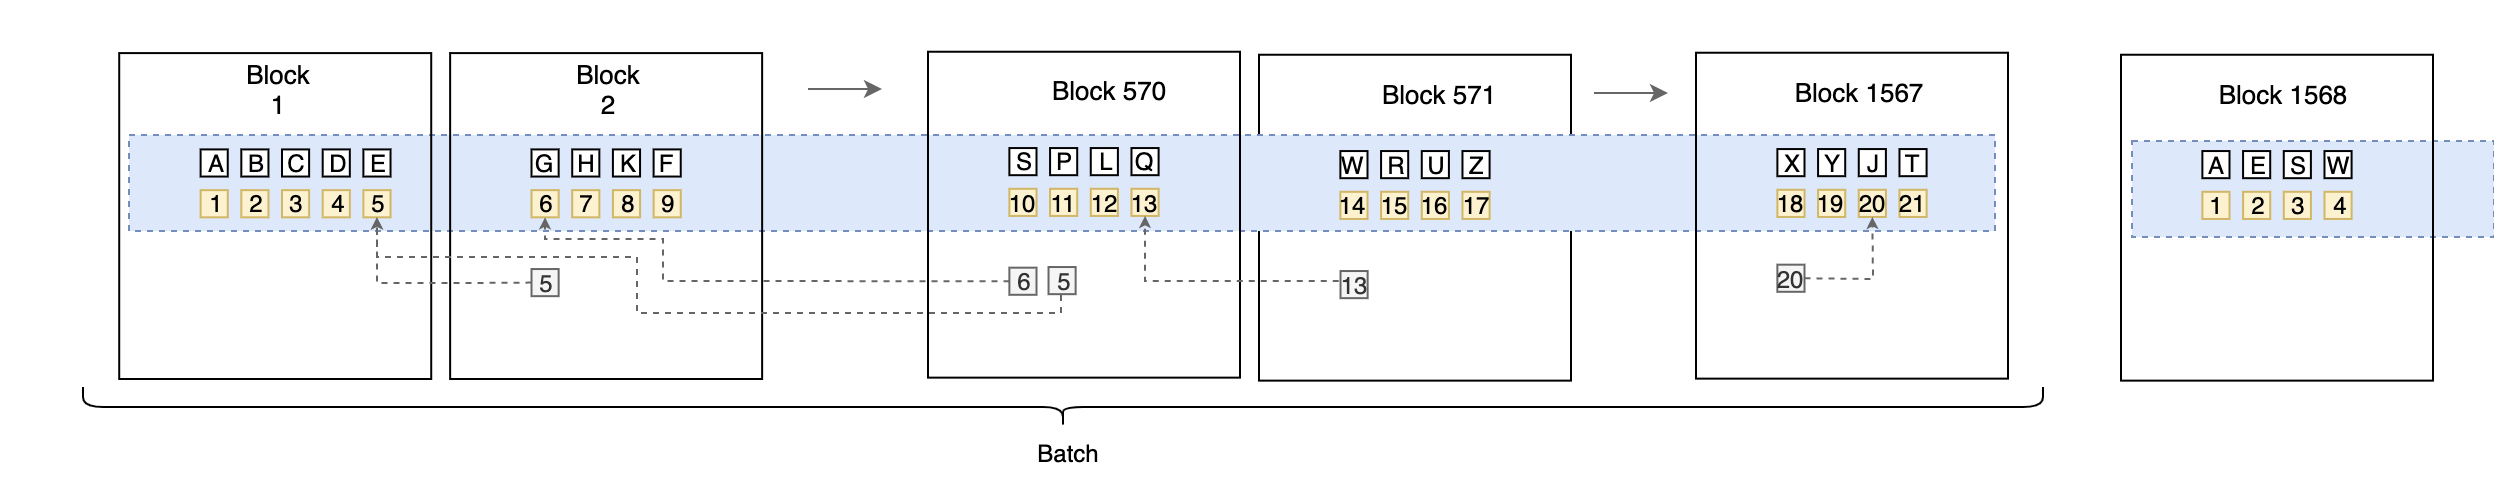 Block
1
Block
2
Block 570
Block 571
Block 1567
Block 1568
A B C D E
G H K F
S P L Q
W R U Z
X Y J T
A E S W
1 2 3 4 5
6 7 8 9
10 11 12 13
14 15 16 17
18 19 20 21
1 2 3 4
5
6 5
13
20
Batch